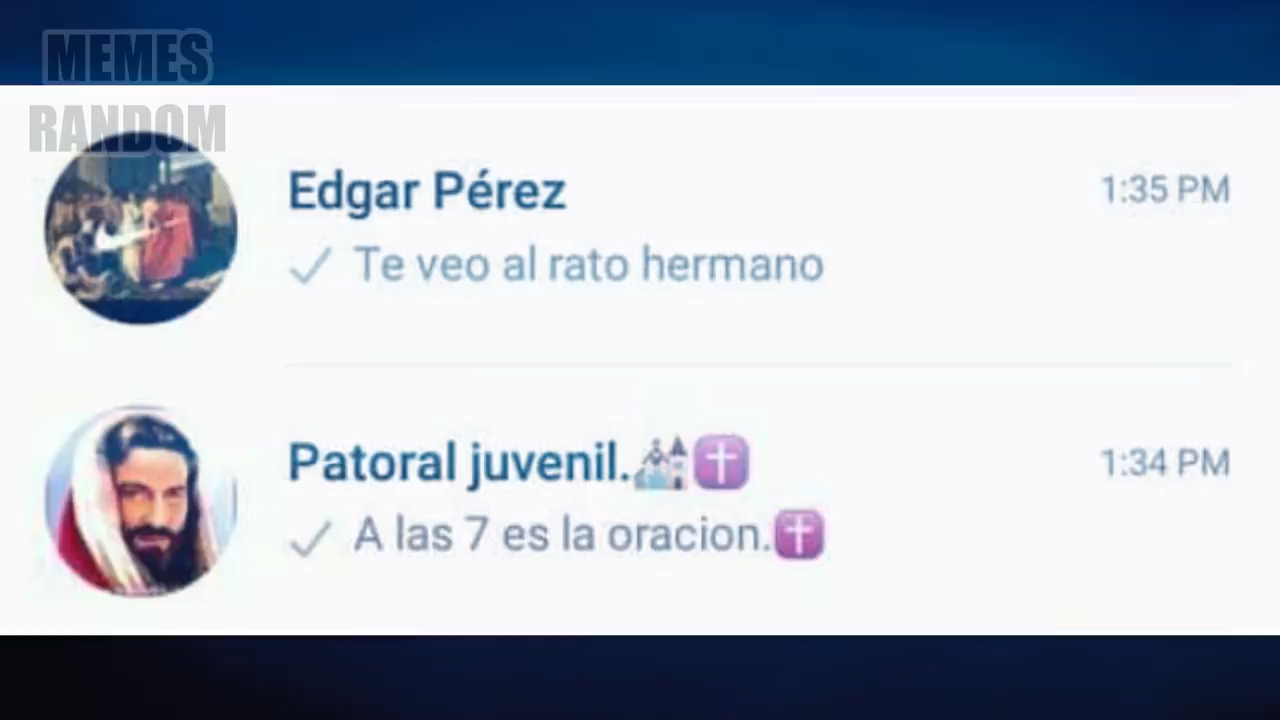 MEMES
RANDOM
Edgar Pérez
1:35 PM
Te veo al rato hermano
Patoral juvenil.⛪✝️
1:34 PM
A las 7 es la oracion.✝️